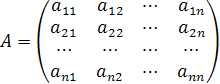 A = ( a₁₁ a₁₂ ⋯ a₁ₙ
a₂₁ a₂₂ ⋯ a₂ₙ
⋯ ⋯ ⋯ ⋯
aₙ₁ aₙ₂ ⋯ aₙₙ )